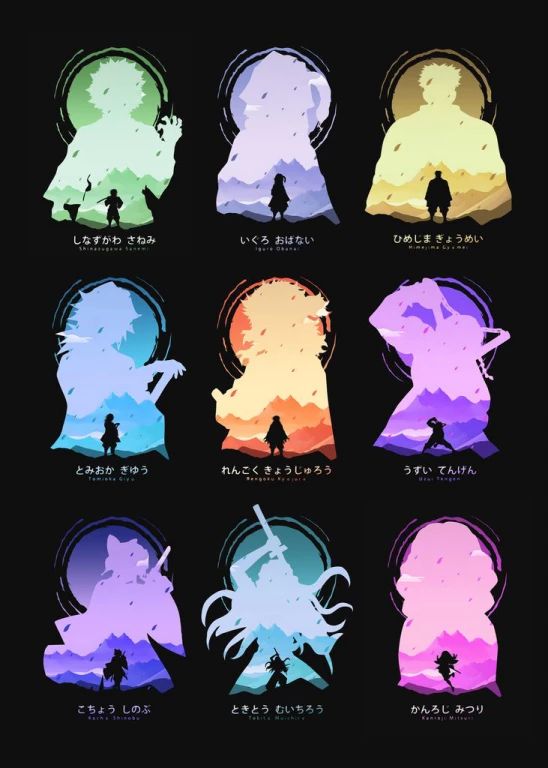 しなずがわ さねみ
Shinazugawa Sanemi
いぐろ おばない
Iguro Obanai
ひめじま ぎょうめい
Himejima Gyomei
とみおか ぎゆう
Tomioka Giyu
れんごく きょうじゅろう
Rengoku Kyojuro
うずい てんげん
Uzui Tengen
こちょう しのぶ
Kocho Shinobu
ときとう むいちろう
Tokito Muichiro
かんろじ みつり
Kanroji Mitsuri